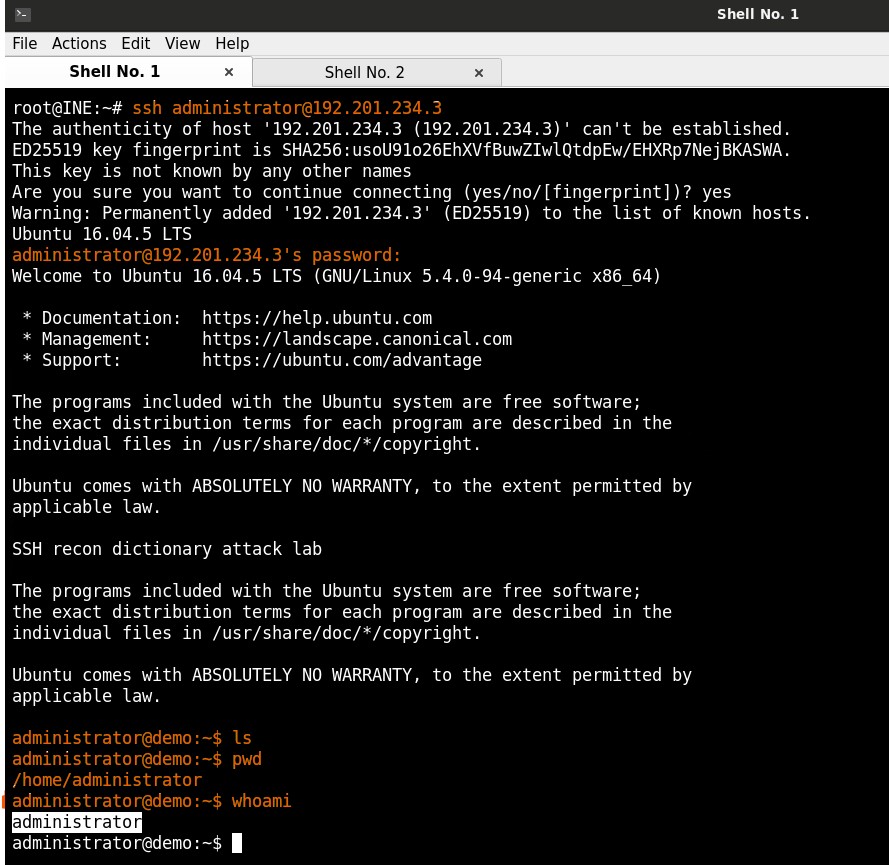 Shell No. 1
File Actions Edit View Help
Shell No. 1 × Shell No. 2 ×
root@INE:~# ssh administrator@192.201.234.3
The authenticity of host '192.201.234.3 (192.201.234.3)' can't be established.
ED25519 key fingerprint is SHA256:usoU91o26EhXVfBuwZIwlQtdpEw/EHXRp7NejBKASWA.
This key is not known by any other names
Are you sure you want to continue connecting (yes/no/[fingerprint])? yes
Warning: Permanently added '192.201.234.3' (ED25519) to the list of known hosts.
Ubuntu 16.04.5 LTS
administrator@192.201.234.3's password:
Welcome to Ubuntu 16.04.5 LTS (GNU/Linux 5.4.0-94-generic x86_64)
* Documentation: https://help.ubuntu.com
* Management: https://landscape.canonical.com
* Support: https://ubuntu.com/advantage
The programs included with the Ubuntu system are free software;
the exact distribution terms for each program are described in the
individual files in /usr/share/doc/*/copyright.
Ubuntu comes with ABSOLUTELY NO WARRANTY, to the extent permitted by
applicable law.
SSH recon dictionary attack lab
The programs included with the Ubuntu system are free software;
the exact distribution terms for each program are described in the
individual files in /usr/share/doc/*/copyright.
Ubuntu comes with ABSOLUTELY NO WARRANTY, to the extent permitted by
applicable law.
administrator@demo:~$ ls
administrator@demo:~$ pwd
/home/administrator
administrator@demo:~$ whoami
administrator
administrator@demo:~$